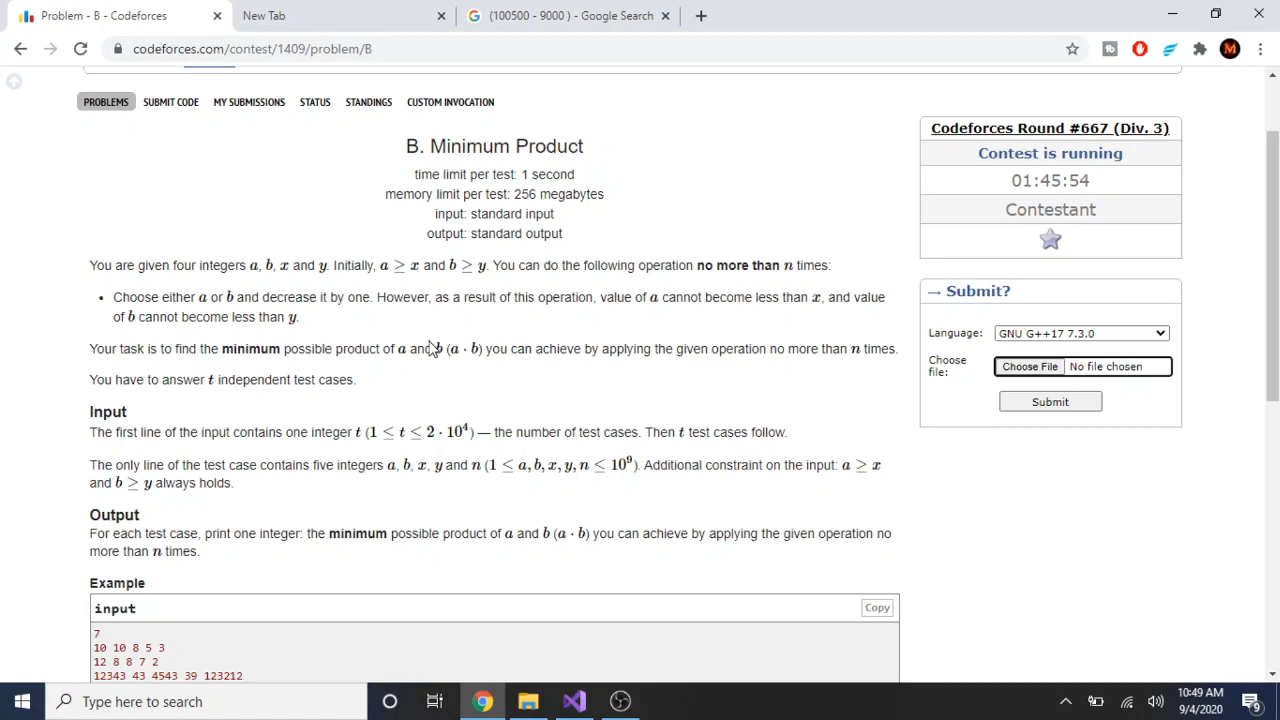 Problem - B - Codeforces
New Tab
(100500 - 9000 ) - Google Search
codeforces.com/contest/1409/problem/B
M
PROBLEMS SUBMIT CODE MY SUBMISSIONS STATUS STANDINGS CUSTOM INVOCATION
B. Minimum Product
time limit per test: 1 second
memory limit per test: 256 megabytes
input: standard input
output: standard output
You are given four integers a, b, x and y. Initially, a ≥ x and b ≥ y. You can do the following operation no more than n times:
• Choose either a or b and decrease it by one. However, as a result of this operation, value of a cannot become less than x, and value
of b cannot become less than y.
Your task is to find the minimum possible product of a and b (a · b) you can achieve by applying the given operation no more than n times.
You have to answer t independent test cases.
Input
The first line of the input contains one integer t (1 ≤ t ≤ 2 · 10⁴) — the number of test cases. Then t test cases follow.
The only line of the test case contains five integers a, b, x, y and n (1 ≤ a, b, x, y, n ≤ 10⁹). Additional constraint on the input: a ≥ x
and b ≥ y always holds.
Output
For each test case, print one integer: the minimum possible product of a and b (a · b) you can achieve by applying the given operation no
more than n times.
Example
input
Copy
7
10 10 8 5 3
12 8 8 7 2
12343 43 4543 39 123212
Codeforces Round #667 (Div. 3)
Contest is running
01:45:54
Contestant
→ Submit?
Language: GNU G++17 7.3.0
Choose
file: Choose File No file chosen
Submit
Type here to search
10:49 AM
9/4/2020
9